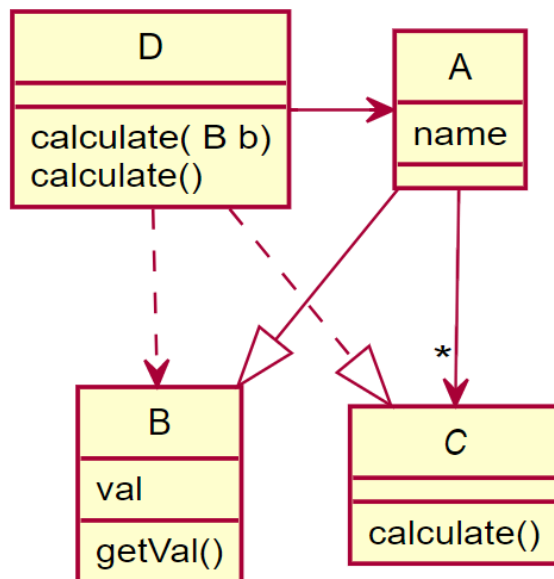 D
calculate( B b)
calculate()
A
name
*
B
val
getVal()
C
calculate()